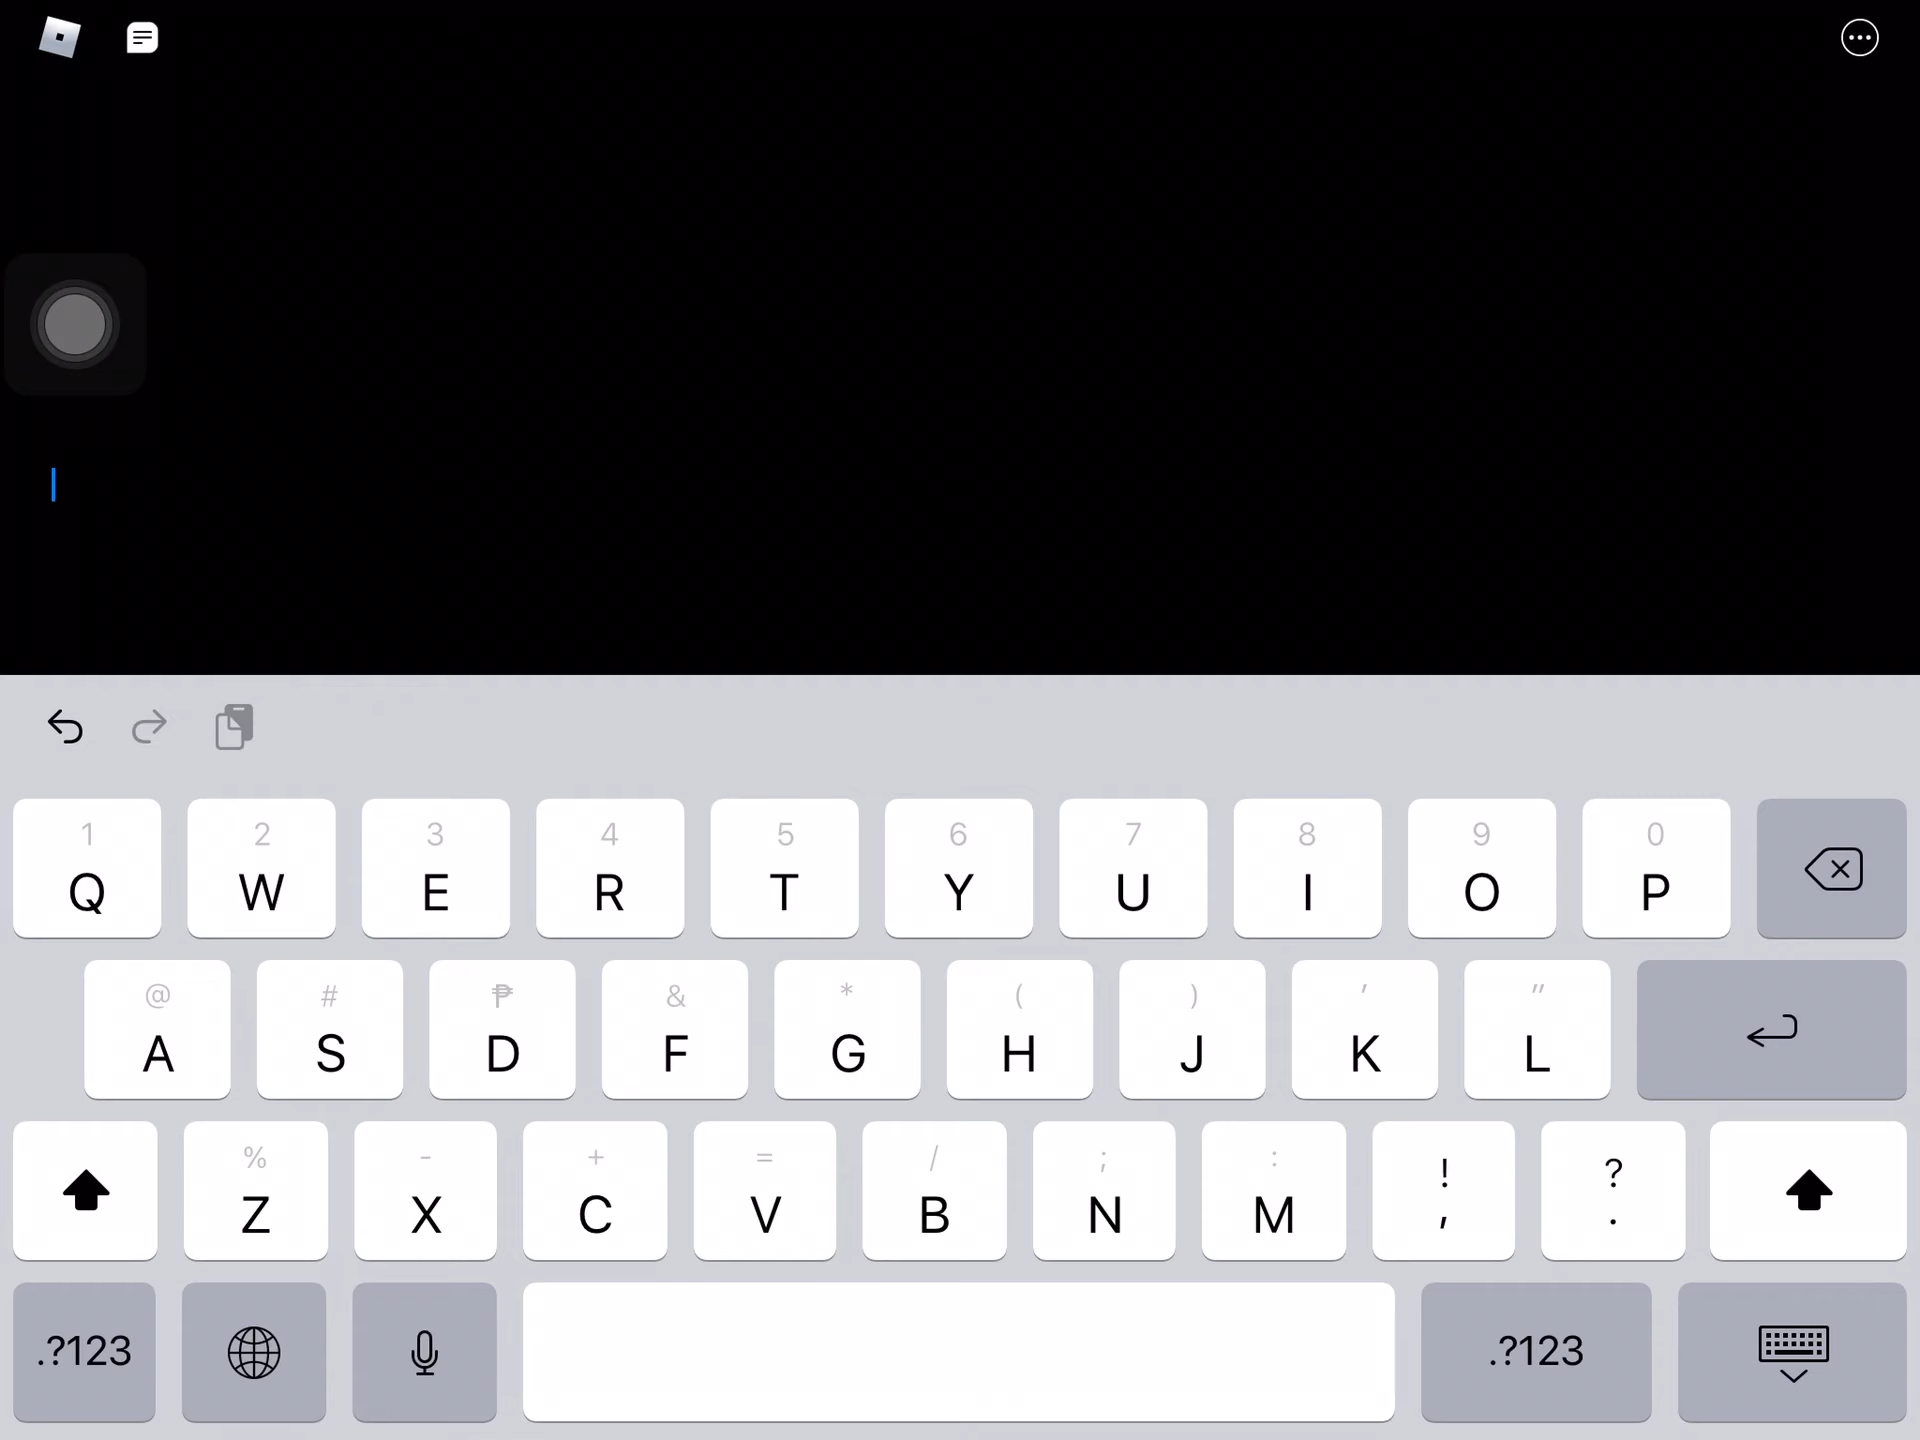 1 2 3 4 5 6 7 8 9 0
Q W E R T Y U I O P
@ # ₱ & * ( ) ' "
A S D F G H J K L
% - + = / ; : ! ?
Z X C V B N M , .
.?123 .?123